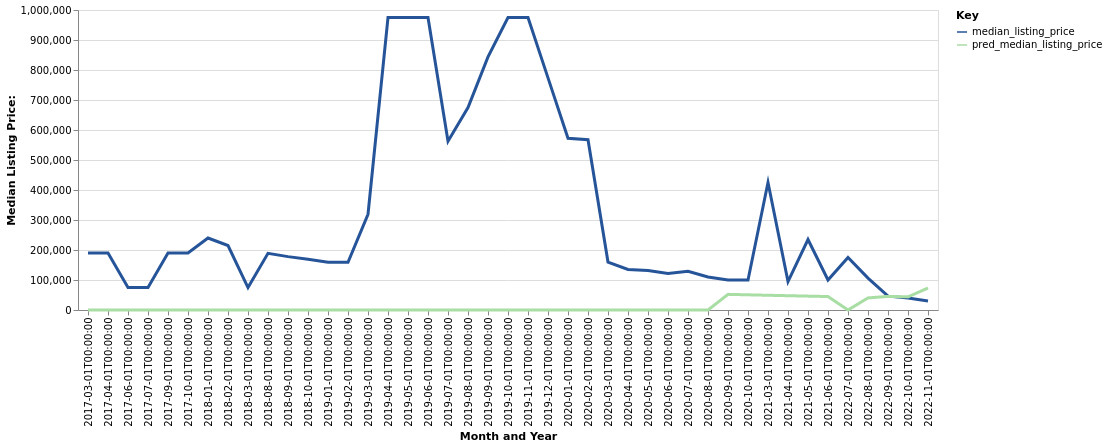 1,000,000
900,000
800,000
700,000
600,000
500,000
400,000
300,000
200,000
100,000
0
Median Listing Price:
2017-03-01T00:00:00
2017-04-01T00:00:00
2017-06-01T00:00:00
2017-07-01T00:00:00
2017-09-01T00:00:00
2017-10-01T00:00:00
2018-01-01T00:00:00
2018-02-01T00:00:00
2018-03-01T00:00:00
2018-08-01T00:00:00
2018-09-01T00:00:00
2018-10-01T00:00:00
2019-01-01T00:00:00
2019-02-01T00:00:00
2019-03-01T00:00:00
2019-04-01T00:00:00
2019-05-01T00:00:00
2019-06-01T00:00:00
2019-07-01T00:00:00
2019-08-01T00:00:00
2019-09-01T00:00:00
2019-10-01T00:00:00
2019-11-01T00:00:00
2019-12-01T00:00:00
2020-01-01T00:00:00
2020-02-01T00:00:00
2020-03-01T00:00:00
2020-04-01T00:00:00
2020-05-01T00:00:00
2020-06-01T00:00:00
2020-07-01T00:00:00
2020-08-01T00:00:00
2020-09-01T00:00:00
2020-10-01T00:00:00
2021-03-01T00:00:00
2021-04-01T00:00:00
2021-05-01T00:00:00
2021-06-01T00:00:00
2022-07-01T00:00:00
2022-08-01T00:00:00
2022-09-01T00:00:00
2022-10-01T00:00:00
2022-11-01T00:00:00
Month and Year
Key
median_listing_price
pred_median_listing_price